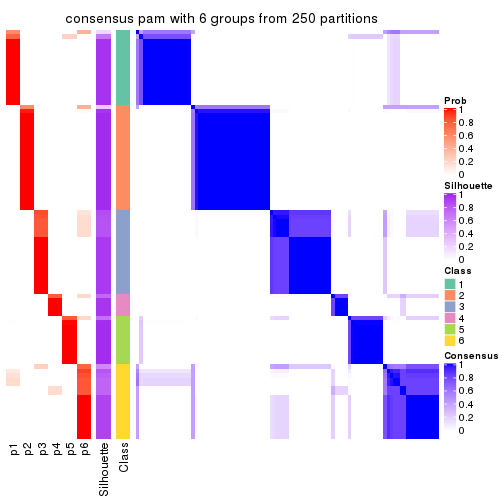 consensus pam with 6 groups from 250 partitions
Prob
1
0.8
0.6
0.4
0.2
0
Silhouette
1
0.8
0.6
0.4
0.2
0
Class
1
2
3
4
5
6
Consensus
1
0.8
0.6
0.4
0.2
0
p1
p2
p3
p4
p5
p6
Silhouette
Class